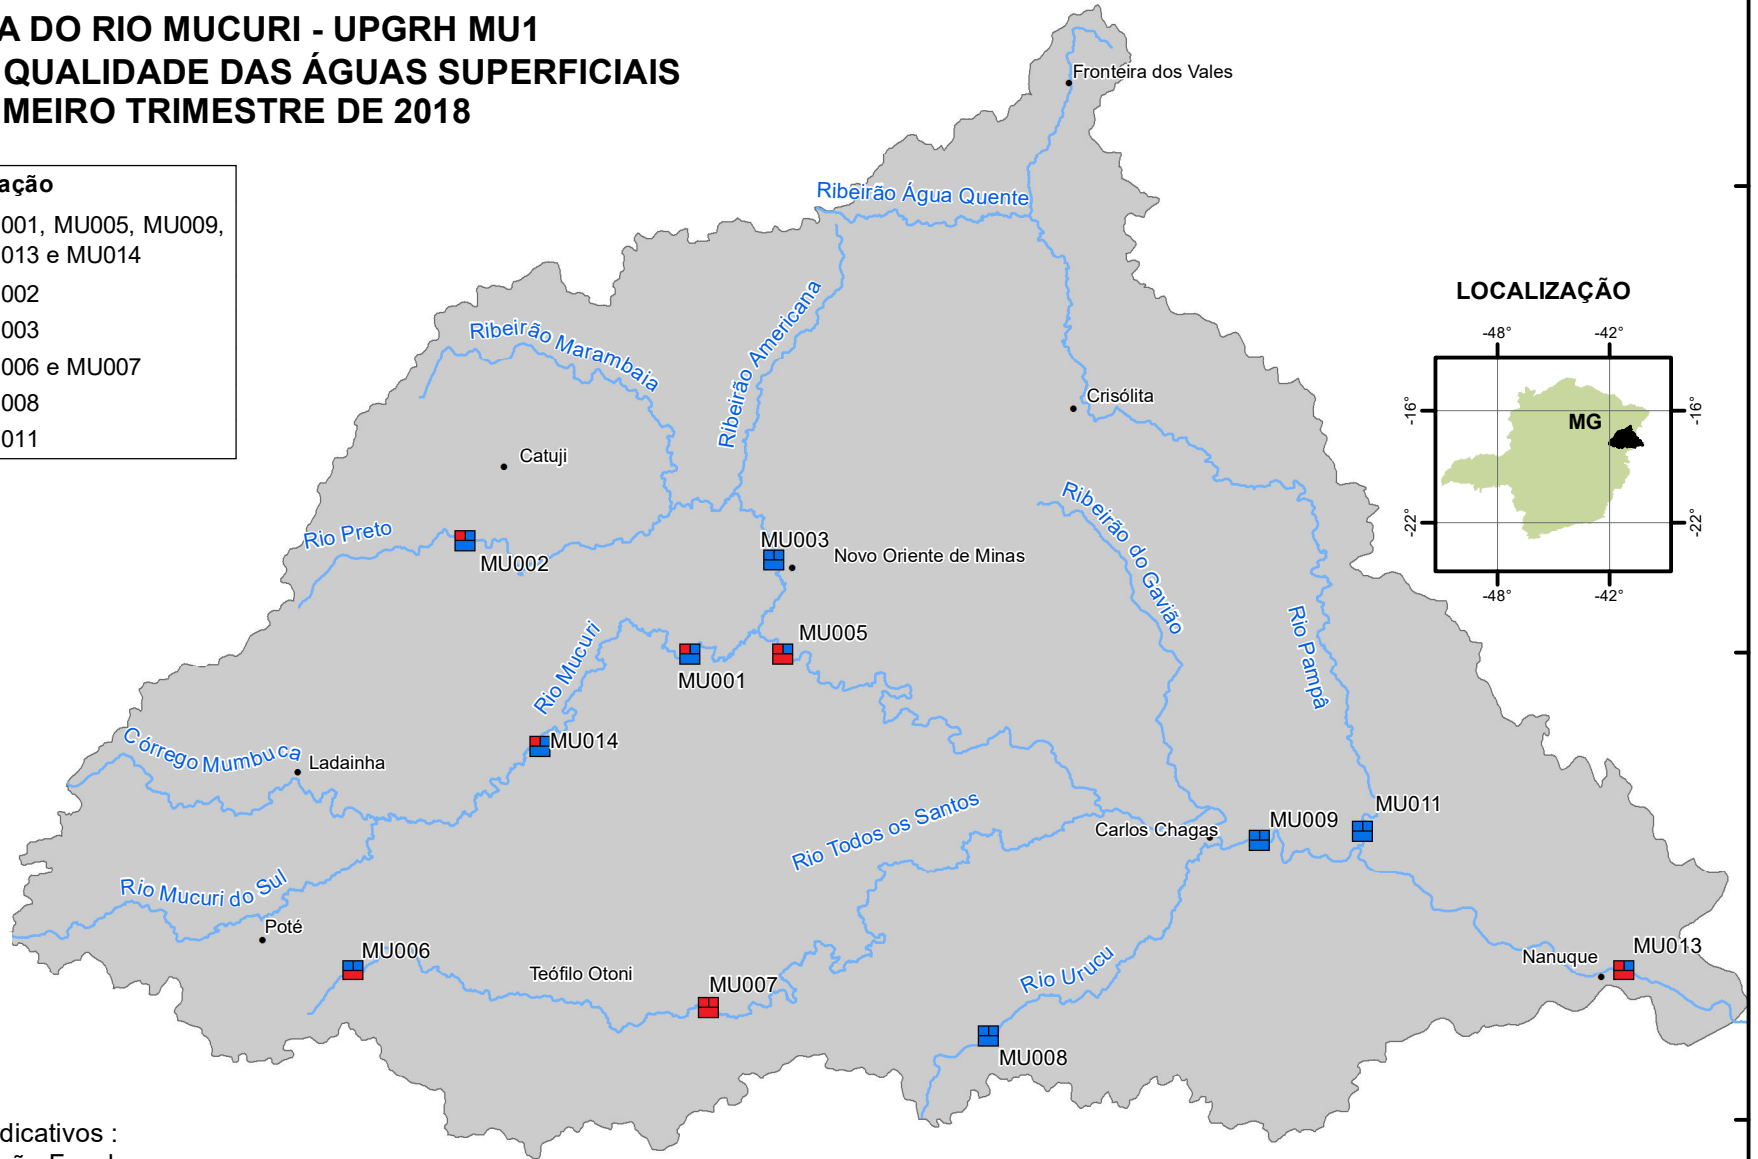 A DO RIO MUCURI - UPGRH MU1
QUALIDADE DAS ÁGUAS SUPERFICIAIS
MEIRO TRIMESTRE DE 2018
ação
001, MU005, MU009,
013 e MU014
002
003
006 e MU007
008
011
Fronteira dos Vales
Ribeirão Água Quente
LOCALIZAÇÃO
-48° -42°
-16° MG -16°
-22° -22°
-48° -42°
Ribeirão Marambaia
Ribeirão Americana
Crisólita
Catuji
Rio Preto
MU002
MU003
Novo Oriente de Minas
Ribeirão do Gavião
Rio Pampã
MU005
Rio Mucuri
MU001
MU014
Córrego Mumbuca
Ladainha
Rio Todos os Santos
Carlos Chagas
MU009
MU011
Rio Mucuri do Sul
Poté
MU006
Teófilo Otoni
MU007
Rio Urucu
MU008
Nanuque
MU013
dicativos :